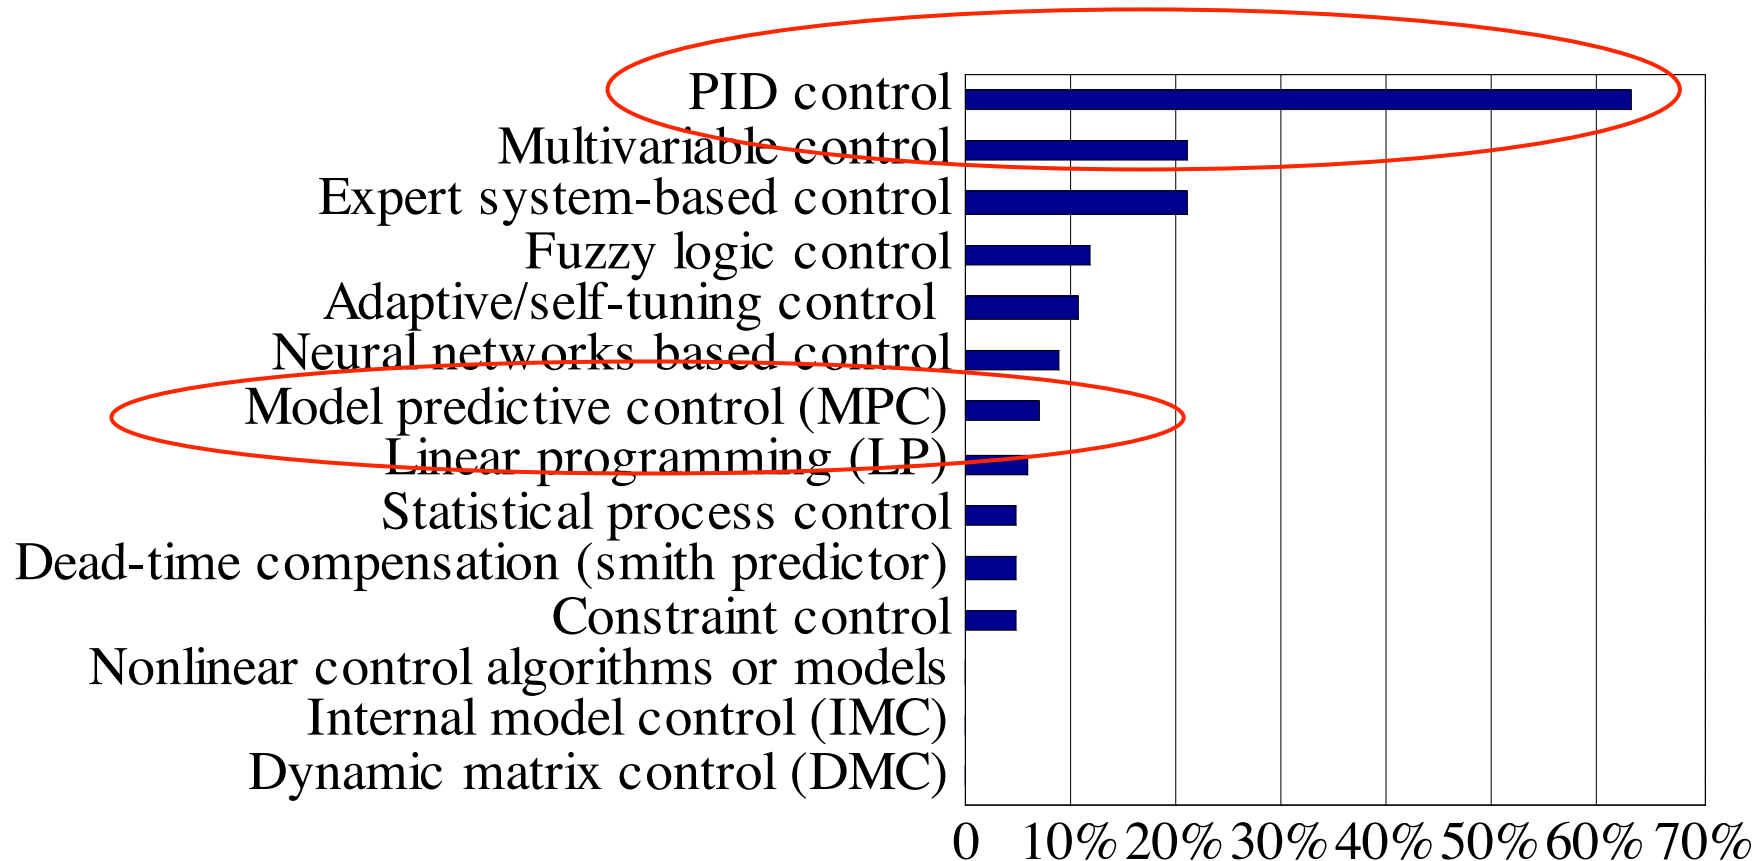 PID control
Multivariable control
Expert system-based control
Fuzzy logic control
Adaptive/self-tuning control
Neural networks based control
Model predictive control (MPC)
Linear programming (LP)
Statistical process control
Dead-time compensation (smith predictor)
Constraint control
Nonlinear control algorithms or models
Internal model control (IMC)
Dynamic matrix control (DMC)
0 10% 20% 30% 40% 50% 60% 70%